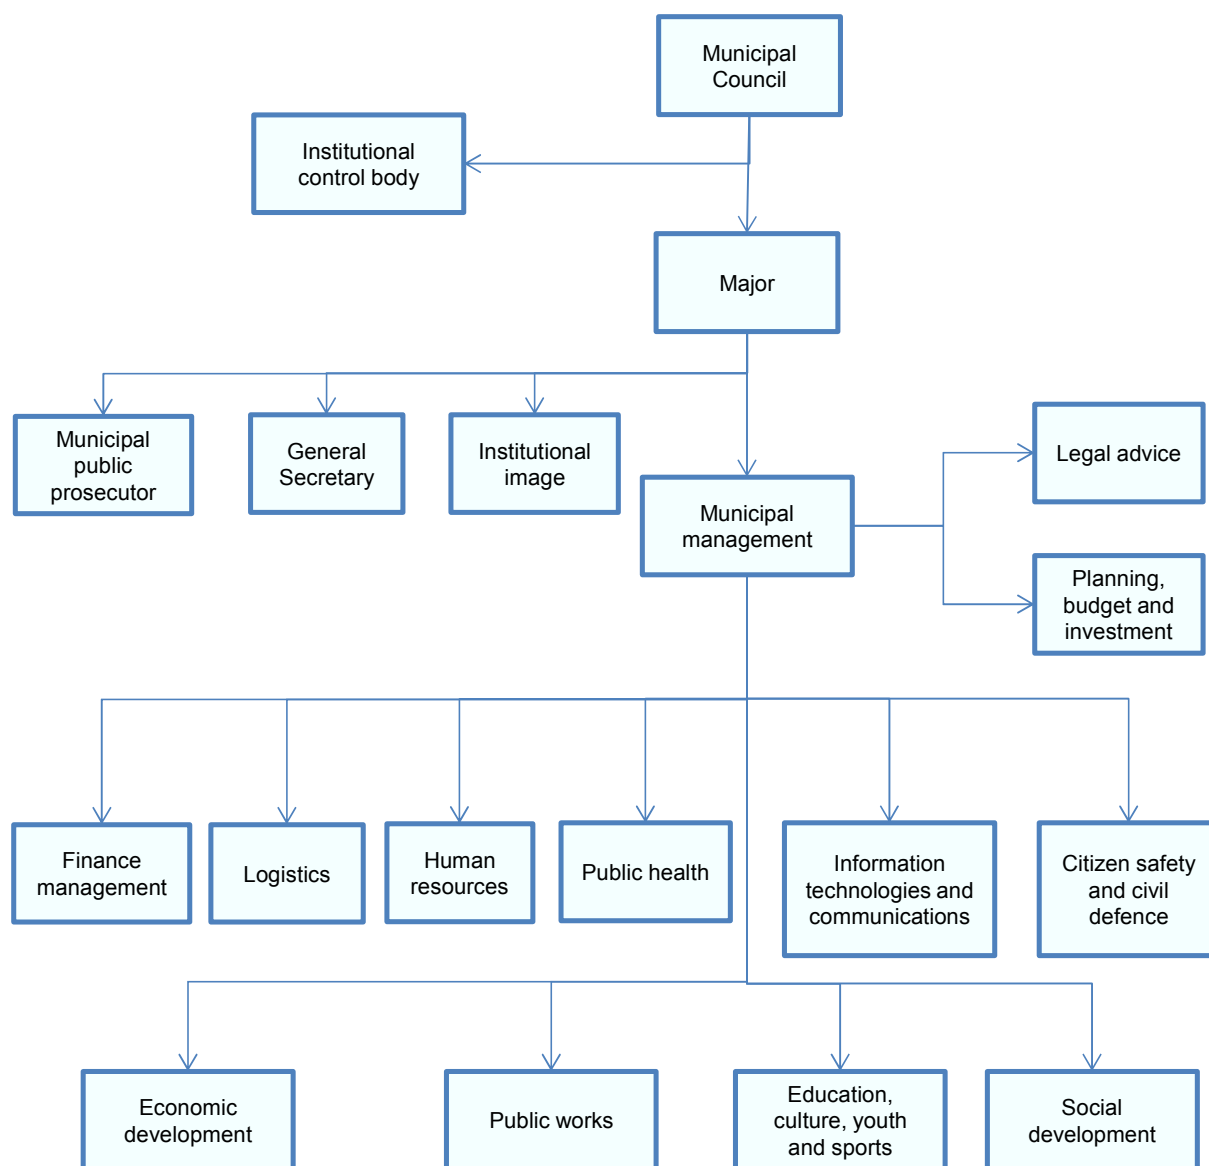 Municipal
Council
Institutional
control body
Major
Municipal
public
prosecutor
General
Secretary
Institutional
image
Legal advice
Municipal
management
Planning,
budget and
investment
Finance
management
Logistics
Human
resources
Public health
Information
technologies and
communications
Citizen safety
and civil
defence
Economic
development
Public works
Education,
culture, youth
and sports
Social
development